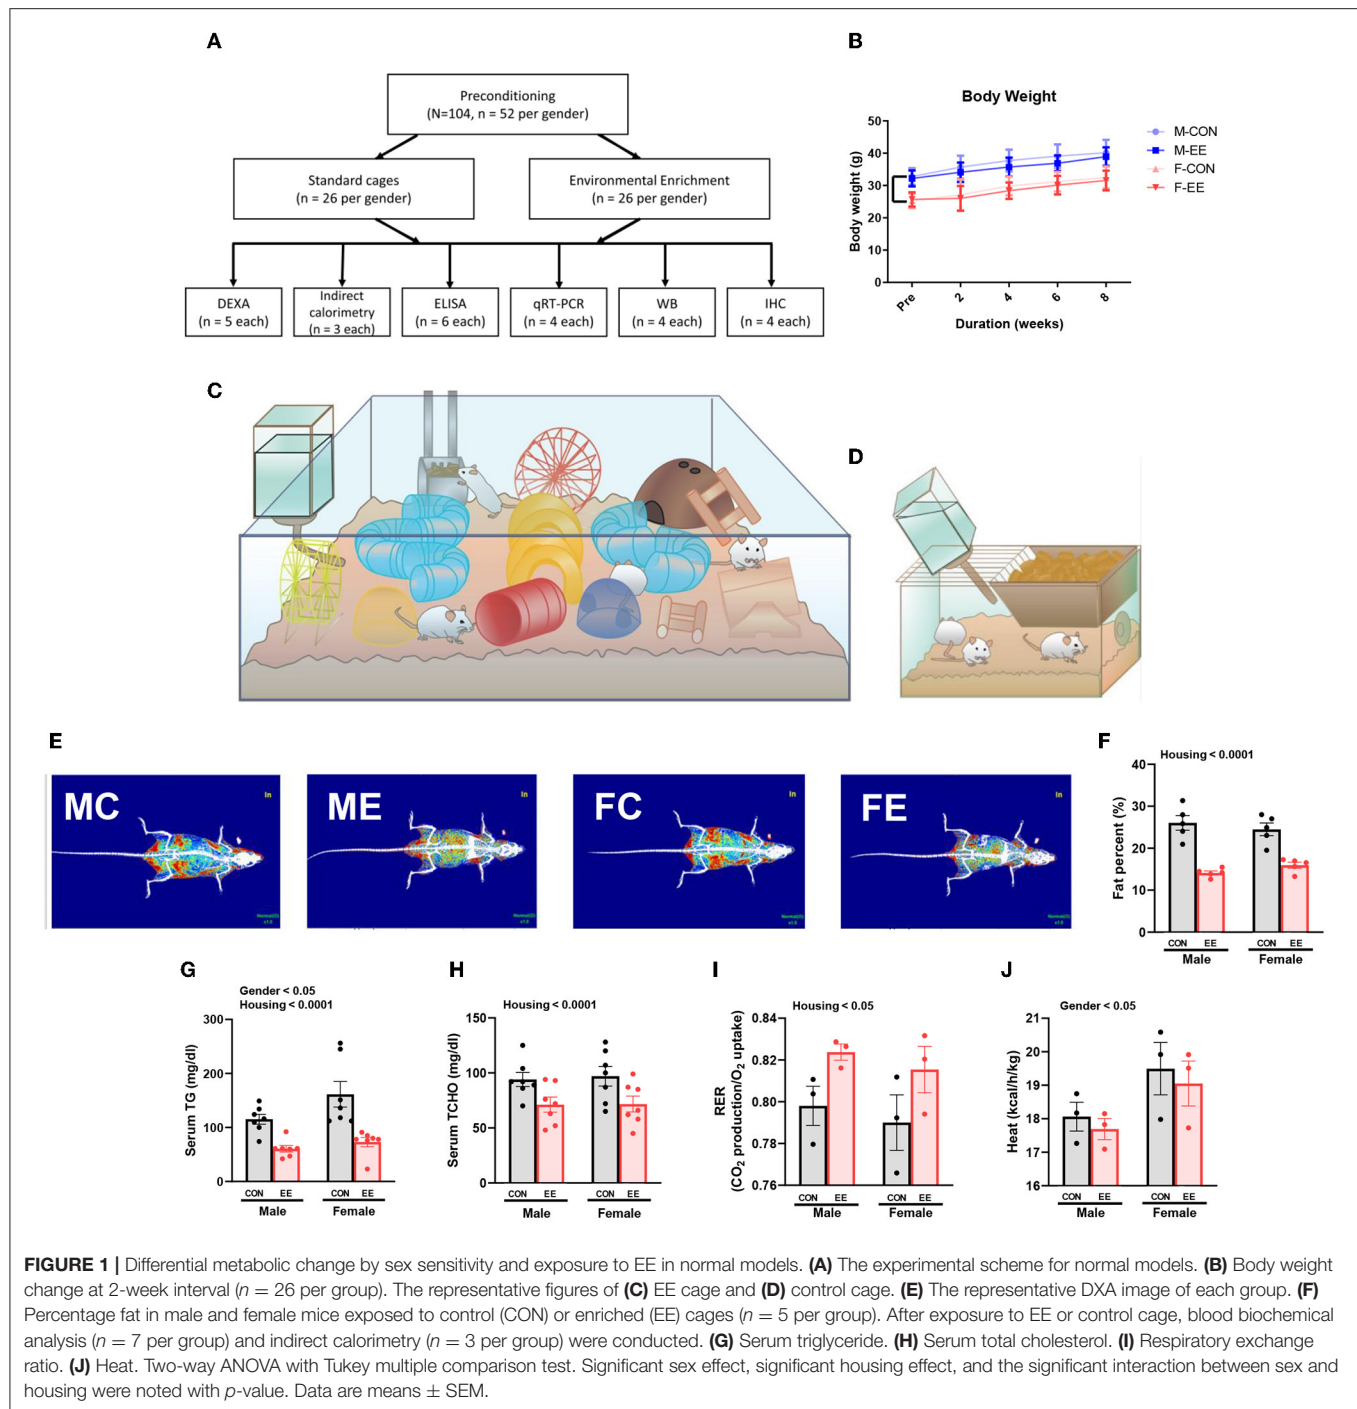 A
Preconditioning
(N=104, n = 52 per gender)
Standard cages
(n = 26 per gender)
Environmental Enrichment
(n = 26 per gender)
DEXA
(n = 5 each)
Indirect
calorimetry
(n = 3 each)
ELISA
(n = 6 each)
qRT-PCR
(n = 4 each)
WB
(n = 4 each)
IHC
(n = 4 each)
B
Body Weight
Body weight (g)
50
40
30
20
10
0
Pre
2
4
6
8
Duration (weeks)
M-CON
M-EE
F-CON
F-EE
C
D
E
MC
In
ME
In
FC
In
FE
In
F
Housing < 0.0001
Fat percent (%)
40
30
20
10
0
CON EE CON EE
Male Female
G
Gender < 0.05
Housing < 0.0001
Serum TG (mg/dl)
300
200
100
0
CON EE CON EE
Male Female
H
Housing < 0.0001
Serum TCHO (mg/dl)
150
100
50
0
CON EE CON EE
Male Female
I
Housing < 0.05
RER
(CO₂ production/O₂ uptake)
0.84
0.82
0.80
0.78
0.76
CON EE CON EE
Male Female
J
Gender < 0.05
Heat (kcal/h/kg)
21
20
19
18
17
16
CON EE CON EE
Male Female
FIGURE 1 | Differential metabolic change by sex sensitivity and exposure to EE in normal models. (A) The experimental scheme for normal models. (B) Body weight
change at 2-week interval (n = 26 per group). The representative figures of (C) EE cage and (D) control cage. (E) The representative DXA image of each group. (F)
Percentage fat in male and female mice exposed to control (CON) or enriched (EE) cages (n = 5 per group). After exposure to EE or control cage, blood biochemical
analysis (n = 7 per group) and indirect calorimetry (n = 3 per group) were conducted. (G) Serum triglyceride. (H) Serum total cholesterol. (I) Respiratory exchange
ratio. (J) Heat. Two-way ANOVA with Tukey multiple comparison test. Significant sex effect, significant housing effect, and the significant interaction between sex and
housing were noted with p-value. Data are means ± SEM.